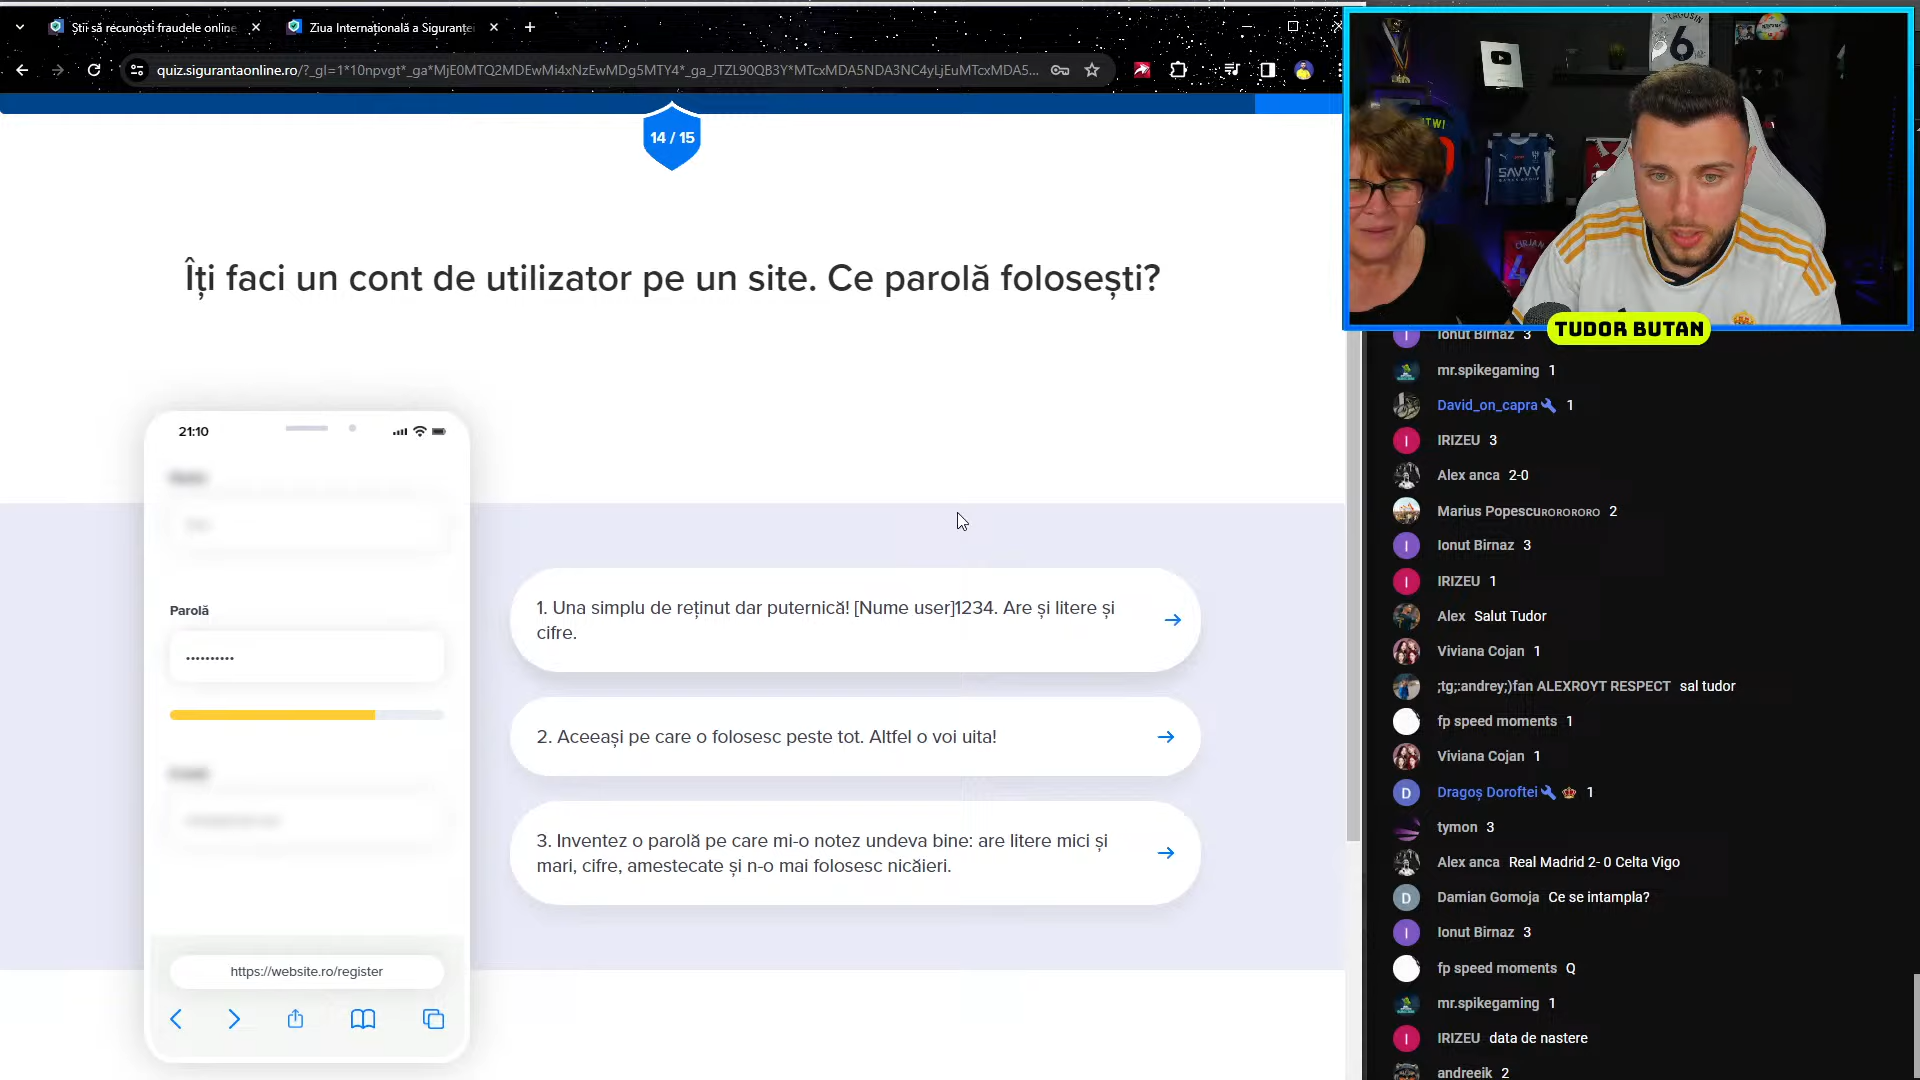 Știi să recunoști fraudele online
Ziua Internațională a Siguranței
quiz.sigurantaonline.ro/?_gl=1*10npvgt*_ga*MjE0MTQ2MDEwMi4xNzEwMDg5MTY4*_ga_JTZL90QB3Y*MTcxMDA5NDA3NC4yLjEuMTcxMDA5...
14 / 15
Îți faci un cont de utilizator pe un site. Ce parolă folosești?
21:10
Parolă
••••••••••
https://website.ro/register
1. Una simplu de reținut dar puternică! [Nume user]1234. Are și litere și
cifre.
2. Aceeași pe care o folosesc peste tot. Altfel o voi uita!
3. Inventez o parolă pe care mi-o notez undeva bine: are litere mici și
mari, cifre, amestecate și n-o mai folosesc nicăieri.
DRAGOSIN
6
SAVVY
CIRJAN
TUDOR BUTAN
Ionut Birnaz 3
mr.spikegaming 1
David_on_capra 1
IRIZEU 3
Alex anca 2-0
Marius Popescuʀᴏʀᴏʀᴏʀᴏ 2
Ionut Birnaz 3
IRIZEU 1
Alex Salut Tudor
Viviana Cojan 1
;tg;:andrey;)fan ALEXROYT RESPECT sal tudor
fp speed moments 1
Viviana Cojan 1
Dragoș Doroftei 1
tymon 3
Alex anca Real Madrid 2- 0 Celta Vigo
Damian Gomoja Ce se intampla?
Ionut Birnaz 3
fp speed moments Q
mr.spikegaming 1
IRIZEU data de nastere
andreeik 2